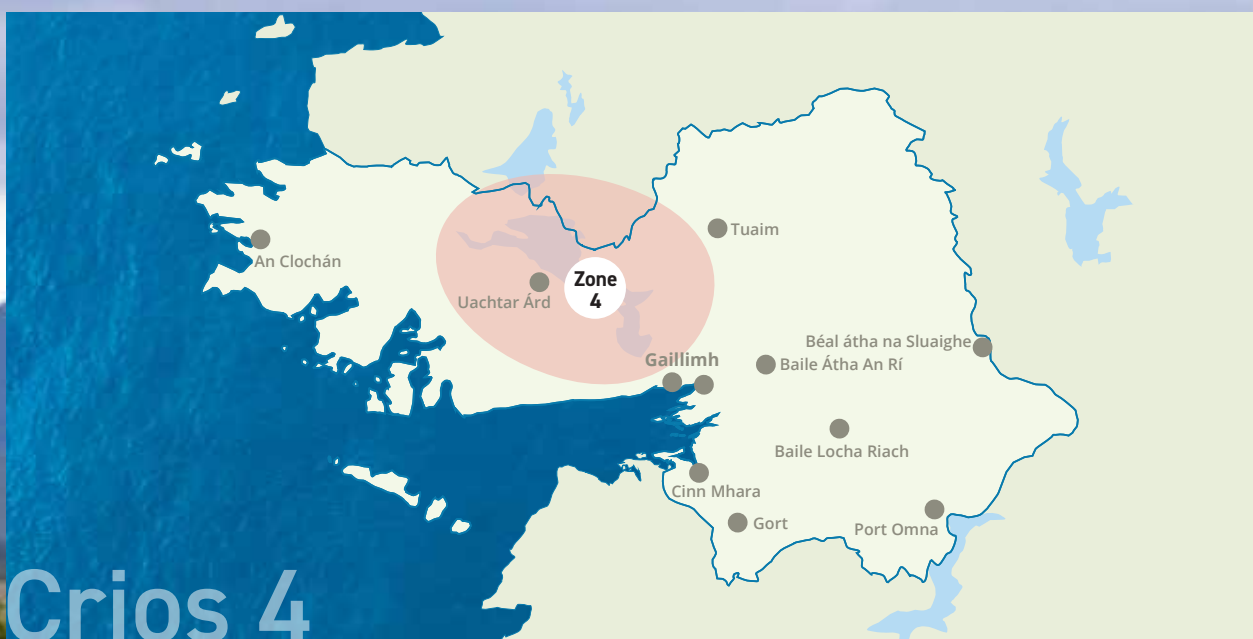 Tuaim
An Clochán
Zone
4
Uachtar Árd
Béal átha na Sluaighe
Gaillimh
Baile Átha An Rí
Baile Locha Riach
Cinn Mhara
Gort
Port Omna
Crios 4